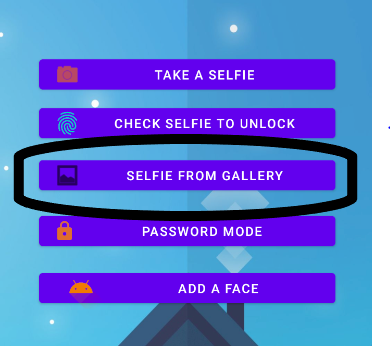 TAKE A SELFIE
CHECK SELFIE TO UNLOCK
SELFIE FROM GALLERY
PASSWORD MODE
ADD A FACE